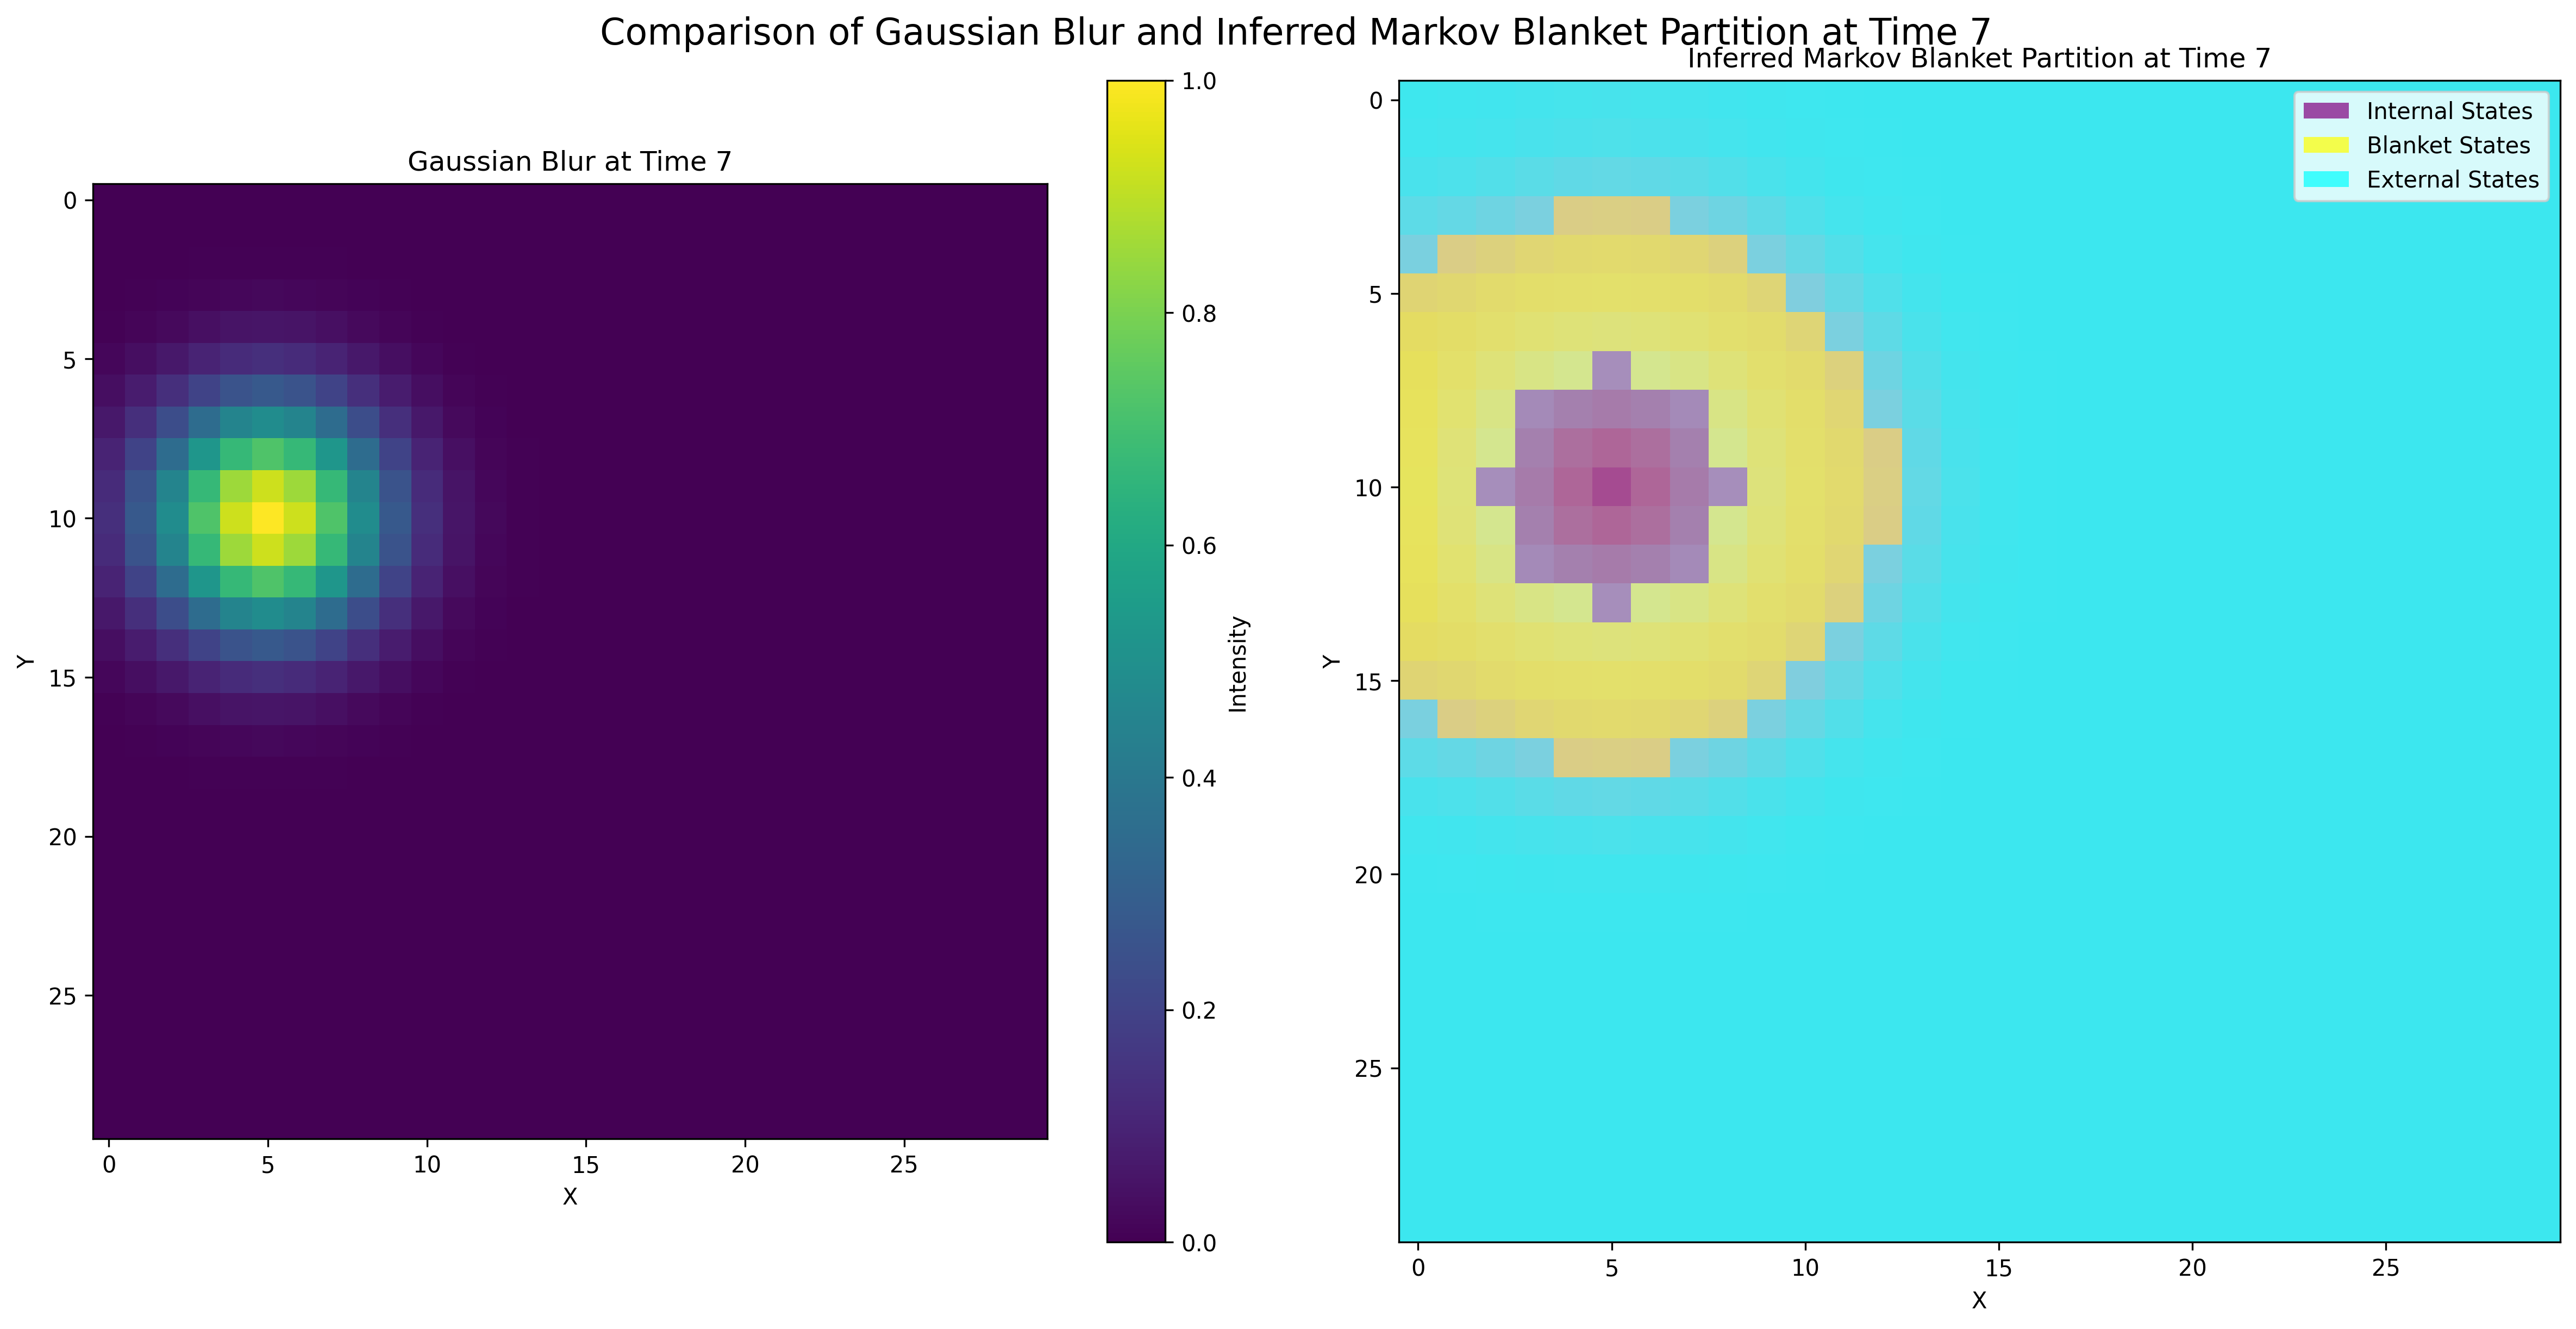 Comparison of Gaussian Blur and Inferred Markov Blanket Partition at Time 7
Gaussian Blur at Time 7
0
5
10
15
20
25
Y
0 5 10 15 20 25
X
1.0
0.8
0.6
0.4
0.2
0.0
Intensity
Inferred Markov Blanket Partition at Time 7
Internal States
Blanket States
External States
0
5
10
15
20
25
Y
0 5 10 15 20 25
X